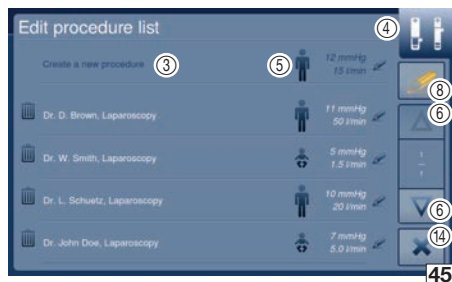 Edit procedure list
④
Create a new procedure ③ ⑤ 12 mmHg
15 l/min
⑧
⑥
Dr. D. Brown, Laparoscopy 11 mmHg
50 l/min
Dr. W. Smith, Laparoscopy 5 mmHg
1.5 l/min
1
1
Dr. L. Schuetz, Laparoscopy 10 mmHg
20 l/min
⑥
Dr. John Doe, Laparoscopy 7 mmHg
5.0 l/min
⑭
45